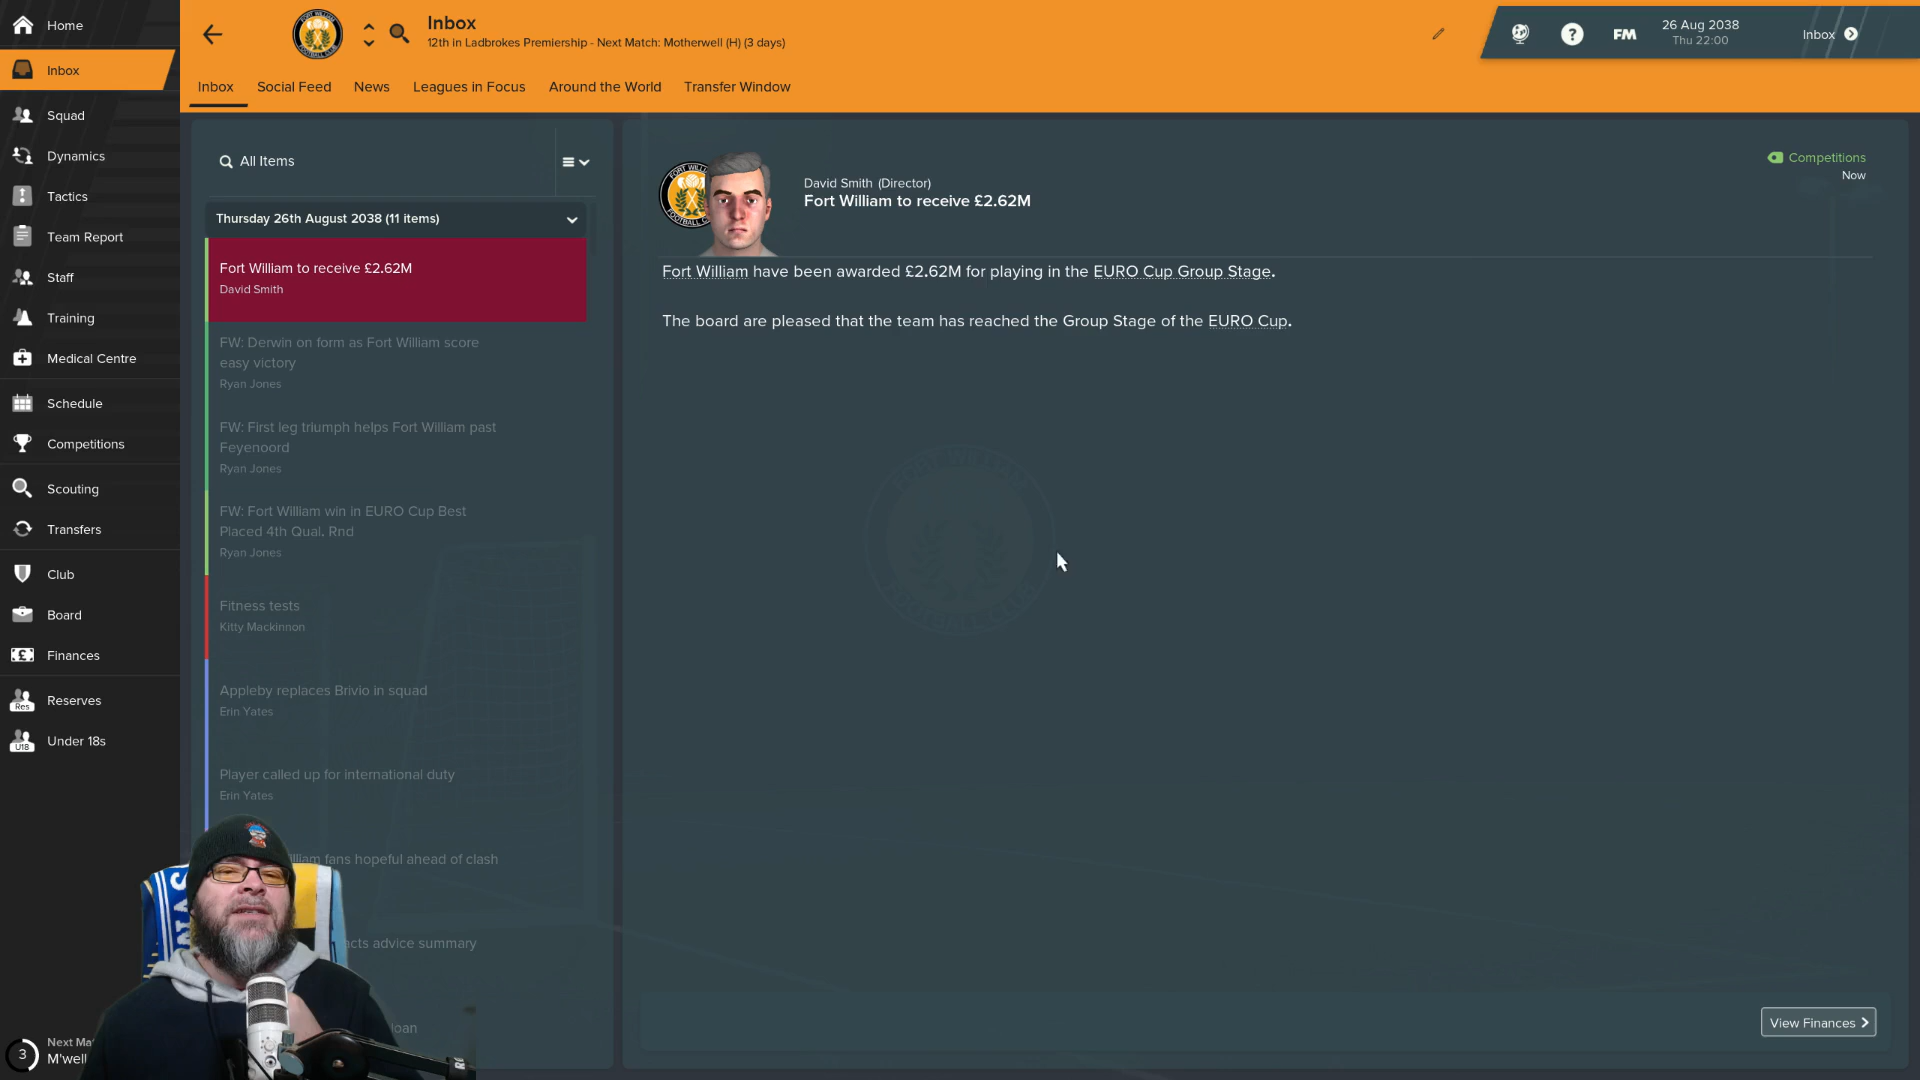 Home
Inbox
Squad
Dynamics
Tactics
Team Report
Staff
Training
Medical Centre
Schedule
Competitions
Scouting
Transfers
Club
Board
Finances
Res
Reserves
U18
Under 18s
3
Next Ma
M'well
Inbox
12th in Ladbrokes Premiership - Next Match: Motherwell (H) (3 days)
FM
26 Aug 2038
Thu 22:00
Inbox
Inbox
Social Feed
News
Leagues in Focus
Around the World
Transfer Window
All Items
Thursday 26th August 2038 (11 items)
Fort William to receive £2.62M
David Smith
FW: Derwin on form as Fort William score
easy victory
Ryan Jones
FW: First leg triumph helps Fort William past
Feyenoord
Ryan Jones
FW: Fort William win in EURO Cup Best
Placed 4th Qual. Rnd
Ryan Jones
Fitness tests
Kitty Mackinnon
Appleby replaces Brivio in squad
Erin Yates
Player called up for international duty
Erin Yates
lliam fans hopeful ahead of clash
acts advice summary
loan
David Smith (Director)
Fort William to receive £2.62M
Competitions
Now
Fort William have been awarded £2.62M for playing in the EURO Cup Group Stage.
The board are pleased that the team has reached the Group Stage of the EURO Cup.
FORT WILLIAM
FOOTBALL CLUB
View Finances